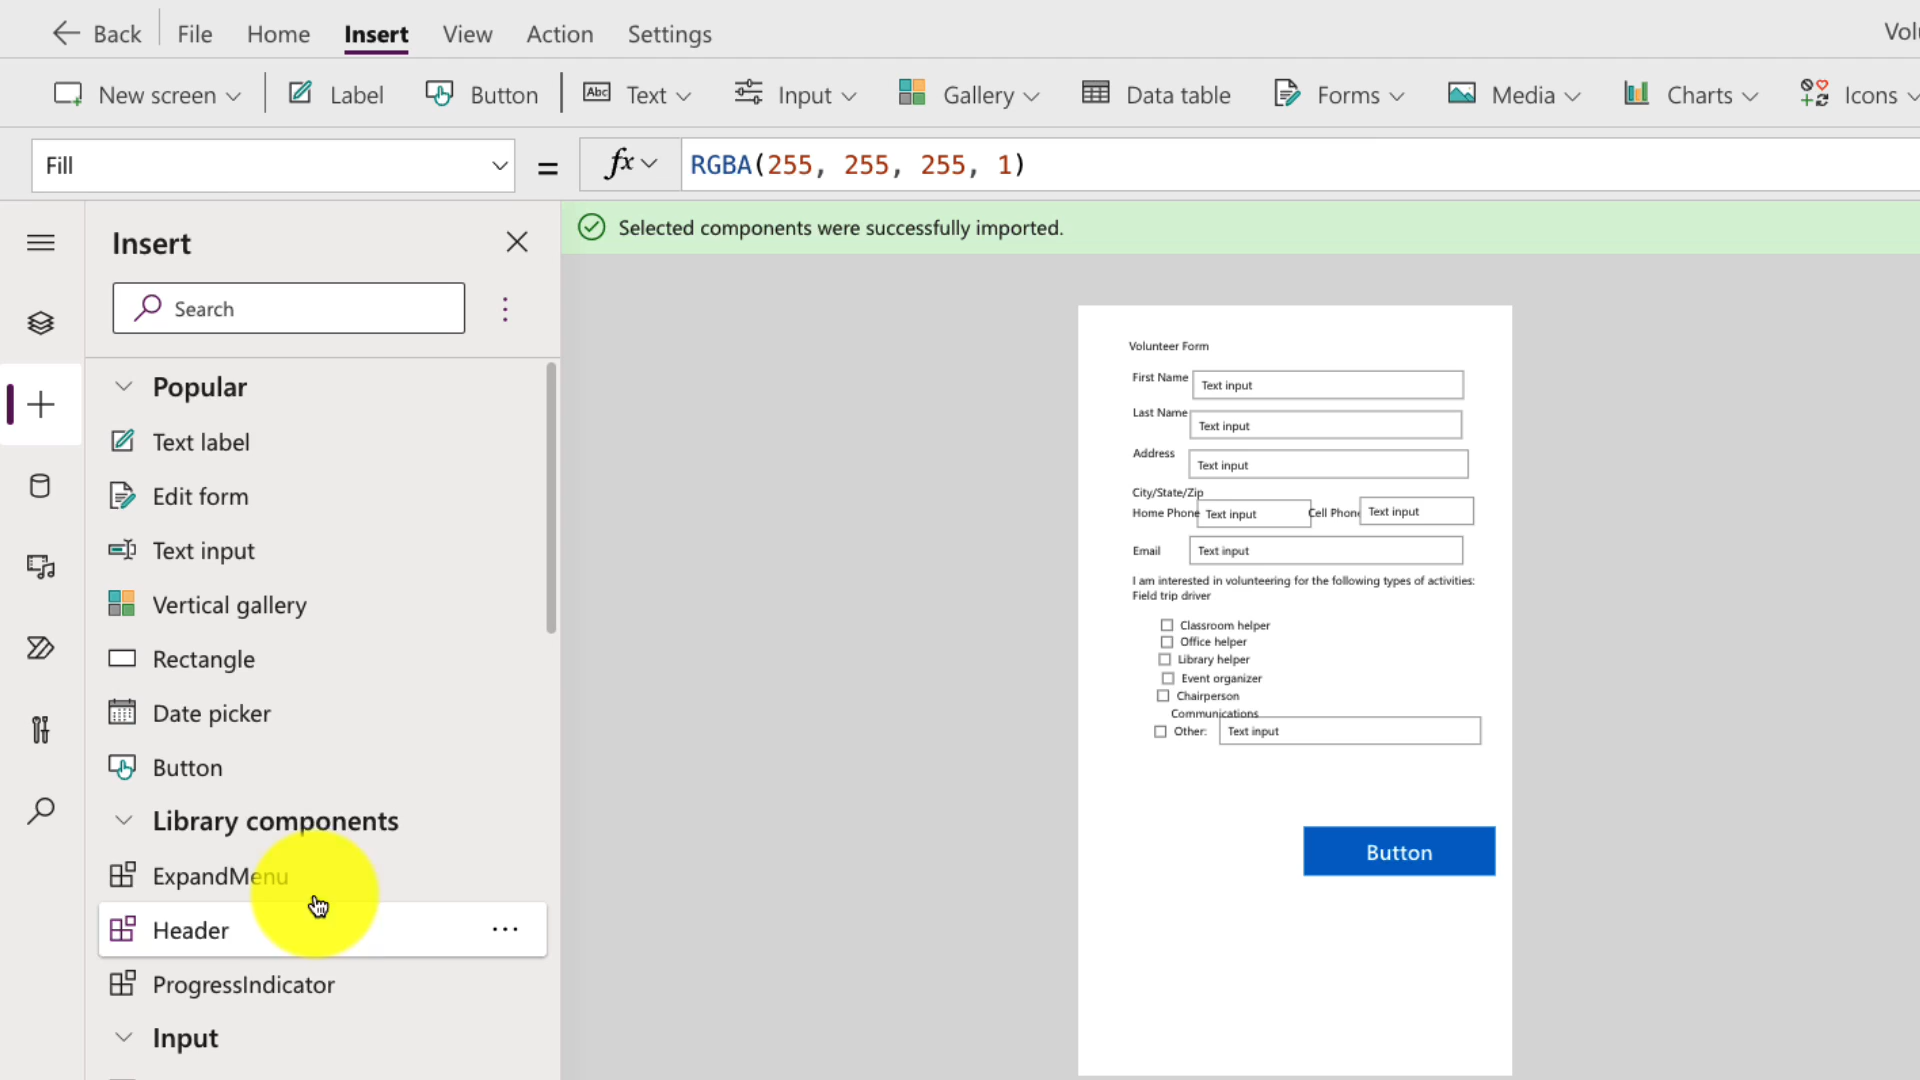 Back File Home Insert View Action Settings Volu
New screen Label Button Abc Text Input Gallery Data table Forms Media Charts Icons
Fill = fx RGBA(255, 255, 255, 1)
Insert
Search
Popular
Text label
Edit form
Text input
Vertical gallery
Rectangle
Date picker
Button
Library components
ExpandMenu
Header
ProgressIndicator
Input
Selected components were successfully imported.
Volunteer Form
First Name Text input
Last Name Text input
Address Text input
City/State/Zip
Home Phone Text input Cell Phone Text input
Email Text input
I am interested in volunteering for the following types of activities:
Field trip driver
Classroom helper
Office helper
Library helper
Event organizer
Chairperson
Communications
Other: Text input
Button